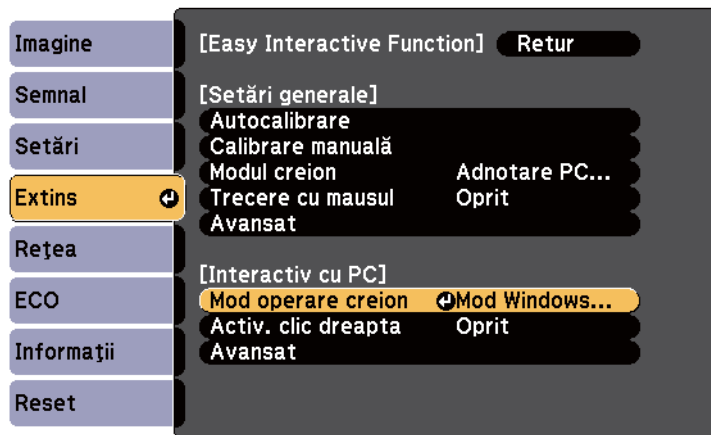 Imagine
Semnal
Setări
Extins
Rețea
ECO
Informații
Reset
[Easy Interactive Function] Retur
[Setări generale]
Autocalibrare
Calibrare manuală
Modul creion Adnotare PC...
Trecere cu mausul Oprit
Avansat
[Interactiv cu PC]
Mod operare creion Mod Windows...
Activ. clic dreapta Oprit
Avansat